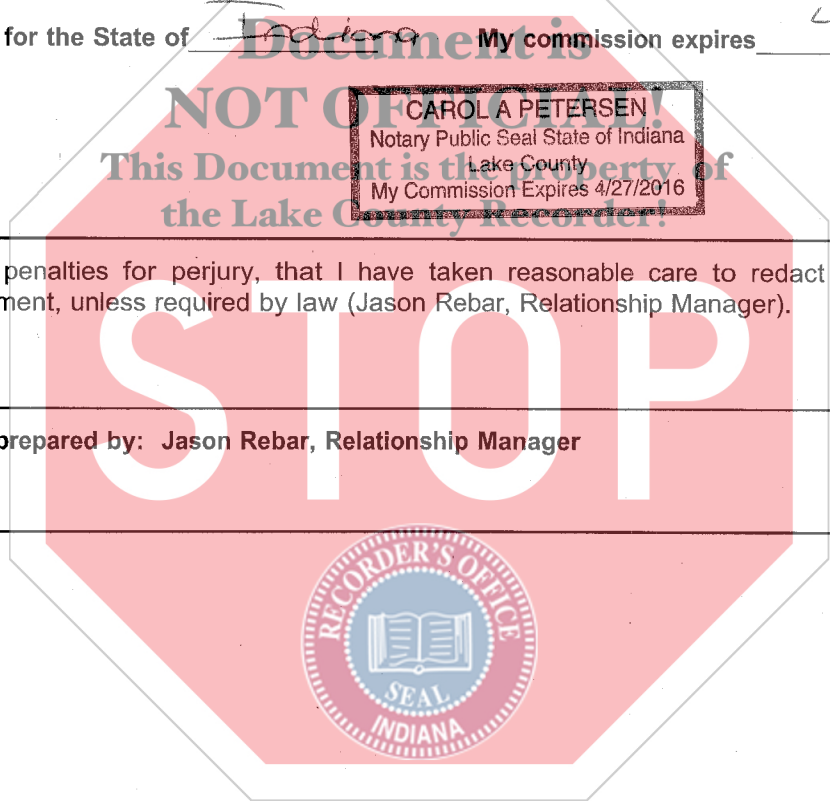 for the State of Indiana My commission expires
Document is
NOT OFFICIAL!
This Document is the property of
the Lake County Recorder!
CAROL A PETERSEN
Notary Public Seal State of Indiana
Lake County
My Commission Expires 4/27/2016
penalties for perjury, that I have taken reasonable care to redact
ment, unless required by law (Jason Rebar, Relationship Manager).
STOP
prepared by: Jason Rebar, Relationship Manager
RECORDER'S OFFICE
SEAL
INDIANA